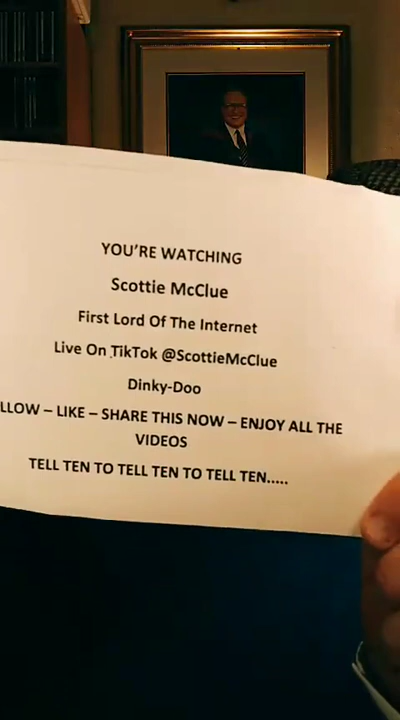 YOU'RE WATCHING
Scottie McClue
First Lord Of The Internet
Live On TikTok @ScottieMcClue
Dinky-Doo
LLOW – LIKE – SHARE THIS NOW – ENJOY ALL THE
VIDEOS
TELL TEN TO TELL TEN TO TELL TEN.....